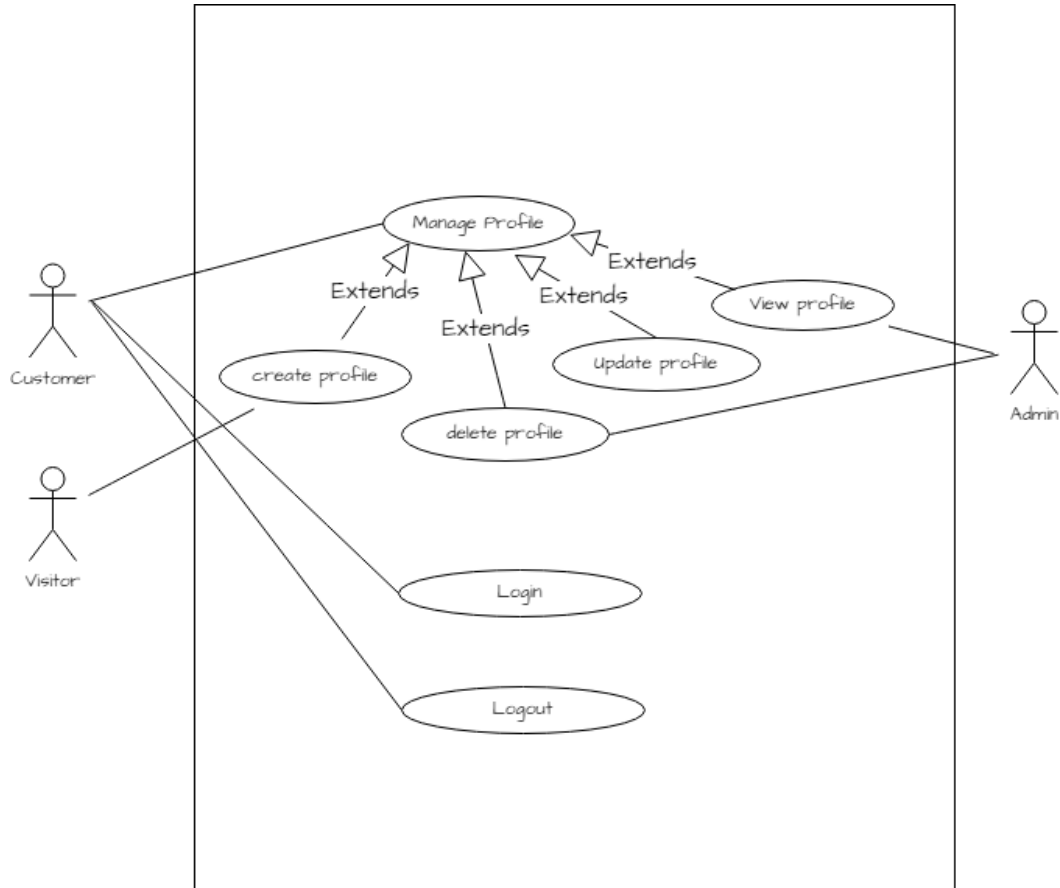 Manage Profile
Extends
Extends
Extends
Extends
View profile
create profile
Update profile
delete profile
Customer
Admin
Visitor
Login
Logout